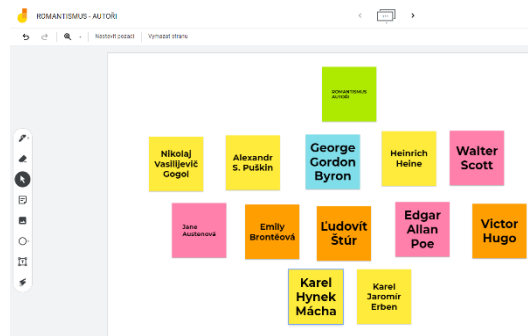 ROMANTISMUS - AUTOŘI
Nastavit pozadí
Vymazat stranu
ROMANTISMUS
AUTOŘI
Nikolaj
Vasilijevič
Gogol
Alexandr
S. Puškin
George
Gordon
Byron
Heinrich
Heine
Walter
Scott
Jane
Austenová
Emily
Brontëová
Ľudovít
Štúr
Edgar
Allan
Poe
Victor
Hugo
Karel
Hynek
Mácha
Karel
Jaromír
Erben